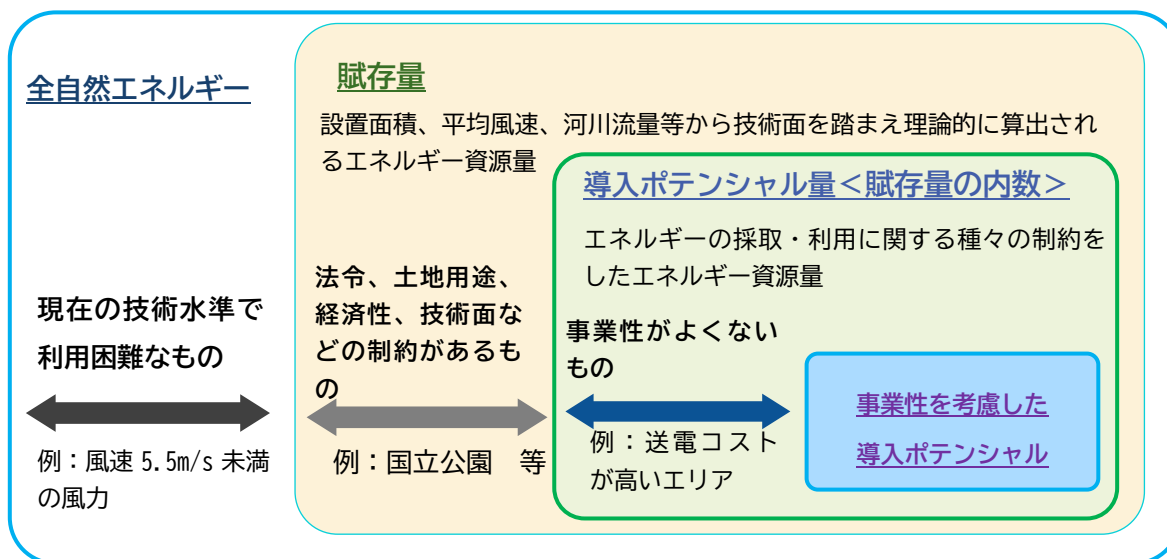 全自然エネルギー
賦存量
設置面積、平均風速、河川流量等から技術面を踏まえ理論的に算出され
るエネルギー資源量
導入ポテンシャル量＜賦存量の内数＞
エネルギーの採取・利用に関する種々の制約を
したエネルギー資源量
現在の技術水準で
利用困難なもの
法令、土地用途、
経済性、技術面な
どの制約があるも
の
事業性がよくない
もの
事業性を考慮した
導入ポテンシャル
例：風速 5.5m/s 未満
の風力
例：国立公園　等
例：送電コスト
が高いエリア